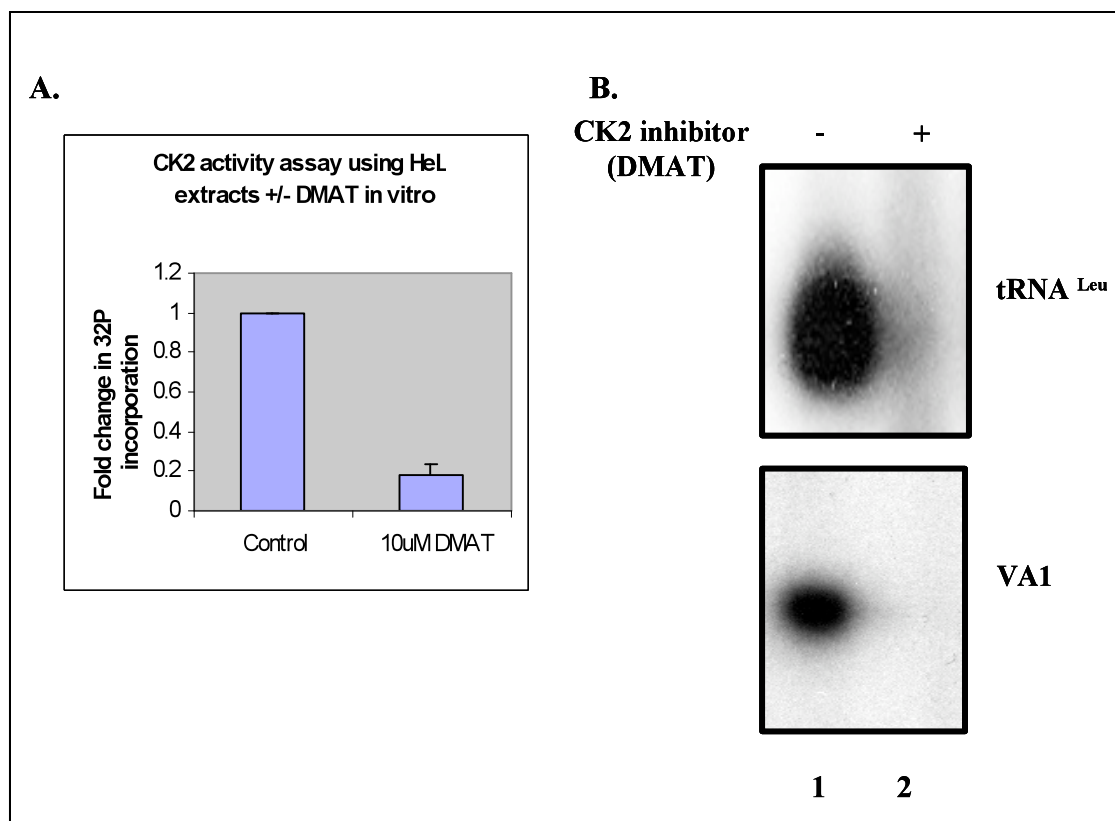 A.
CK2 activity assay using HeL
extracts +/- DMAT in vitro
Fold change in 32P
incorporation
1.2
1
0.8
0.6
0.4
0.2
0
Control
10uM DMAT
B.
CK2 inhibitor
(DMAT)
- +
tRNA Leu
VA1
1 2